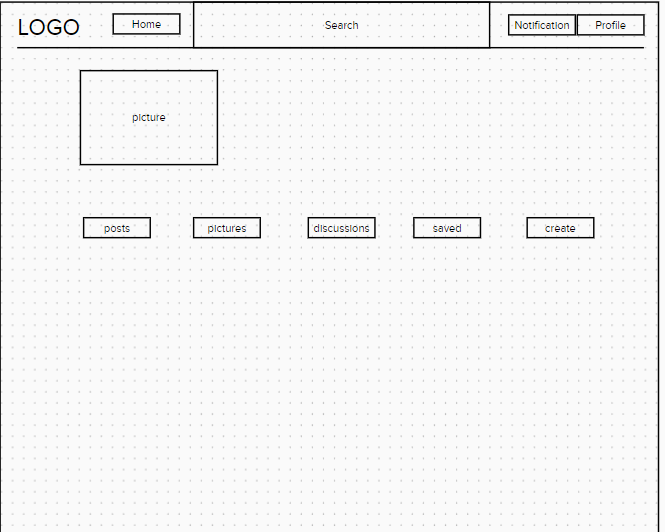 LOGO
Home
Search
Notification
Profile
picture
posts
pictures
discussions
saved
create